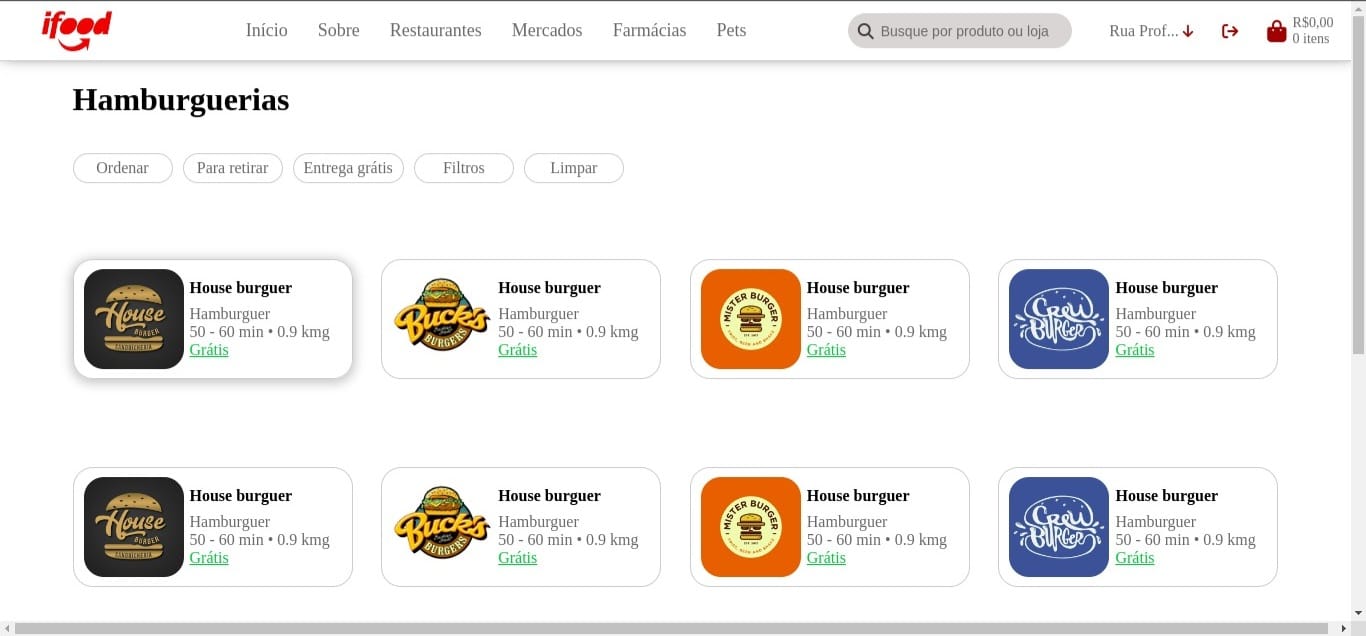 ifood
Início Sobre Restaurantes Mercados Farmácias Pets
Busque por produto ou loja
Rua Prof...
R$0,00
0 itens
Hamburguerias
Ordenar Para retirar Entrega grátis Filtros Limpar
House
BURGER
SANDUICHERIA
House burguer
Hamburguer
50 - 60 min • 0.9 kmg
Grátis
Buck's
BURGERS
House burguer
Hamburguer
50 - 60 min • 0.9 kmg
Grátis
MISTER BURGER
House burguer
Hamburguer
50 - 60 min • 0.9 kmg
Grátis
Crew
BURGER
House burguer
Hamburguer
50 - 60 min • 0.9 kmg
Grátis
House
BURGER
SANDUICHERIA
House burguer
Hamburguer
50 - 60 min • 0.9 kmg
Grátis
Buck's
BURGERS
House burguer
Hamburguer
50 - 60 min • 0.9 kmg
Grátis
MISTER BURGER
House burguer
Hamburguer
50 - 60 min • 0.9 kmg
Grátis
Crew
BURGER
House burguer
Hamburguer
50 - 60 min • 0.9 kmg
Grátis